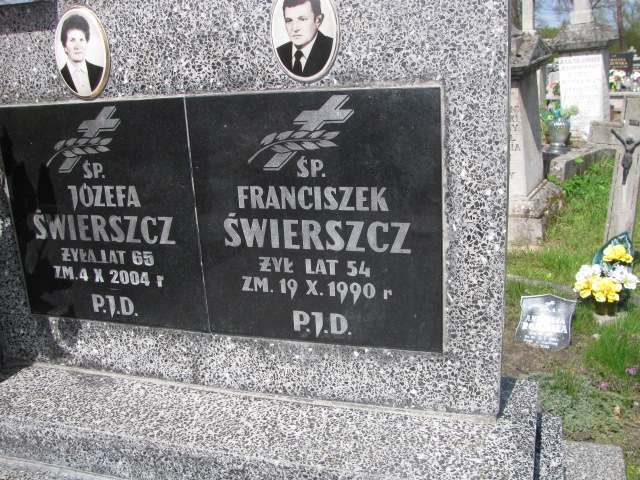 ŚP.
JÓZEFA
ŚWIERSZCZ
ŻYŁA LAT 65
ZM. 4 X 2004 r
P.J.D.
ŚP.
FRANCISZEK
ŚWIERSZCZ
ŻYŁ LAT 54
ZM. 19 X. 1990 r
P.J.D.